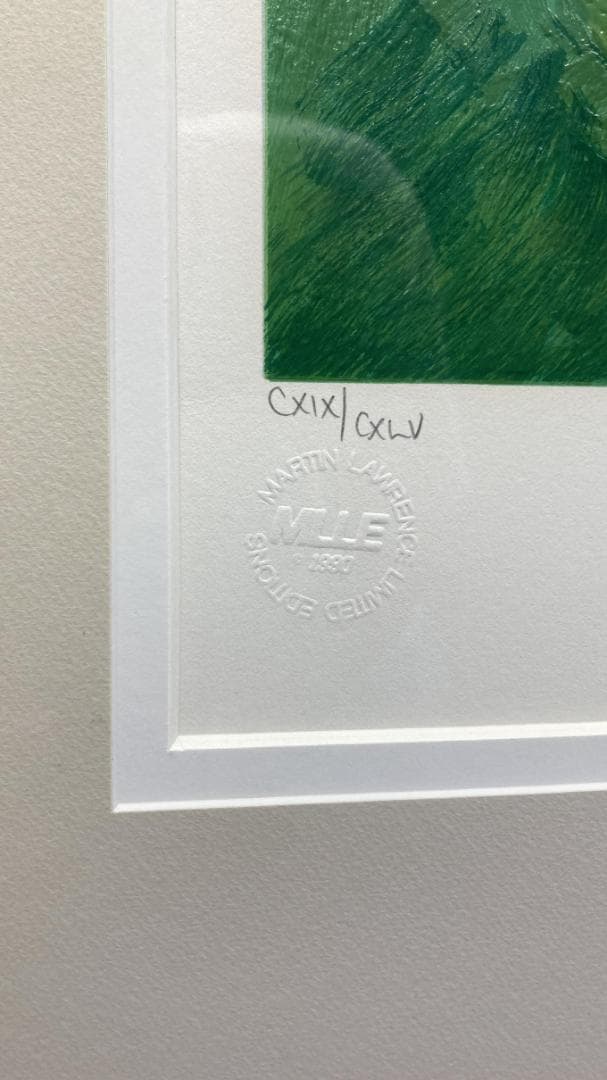 CXIX/CXLV
MARTIN LAWRENCE LIMITED EDITIONS
MLLE
© 1990